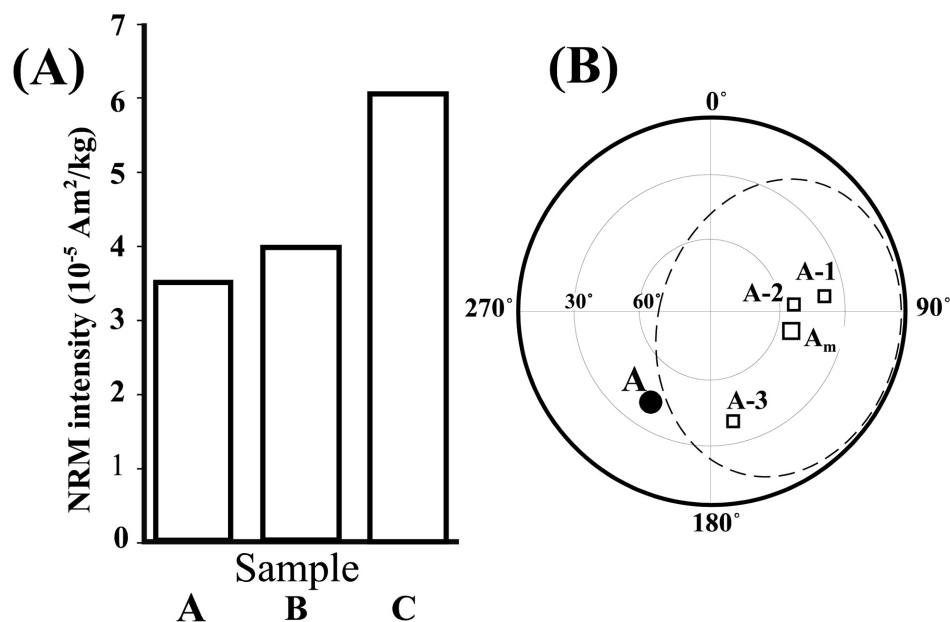 (A)
NRM intensity (10⁻⁵ Am²/kg)
7
6
5
4
3
2
1
0
Sample
A B C
(B)
0°
270° 30° 60° 90°
A-1
A-2
Aₘ
A
A-3
180°